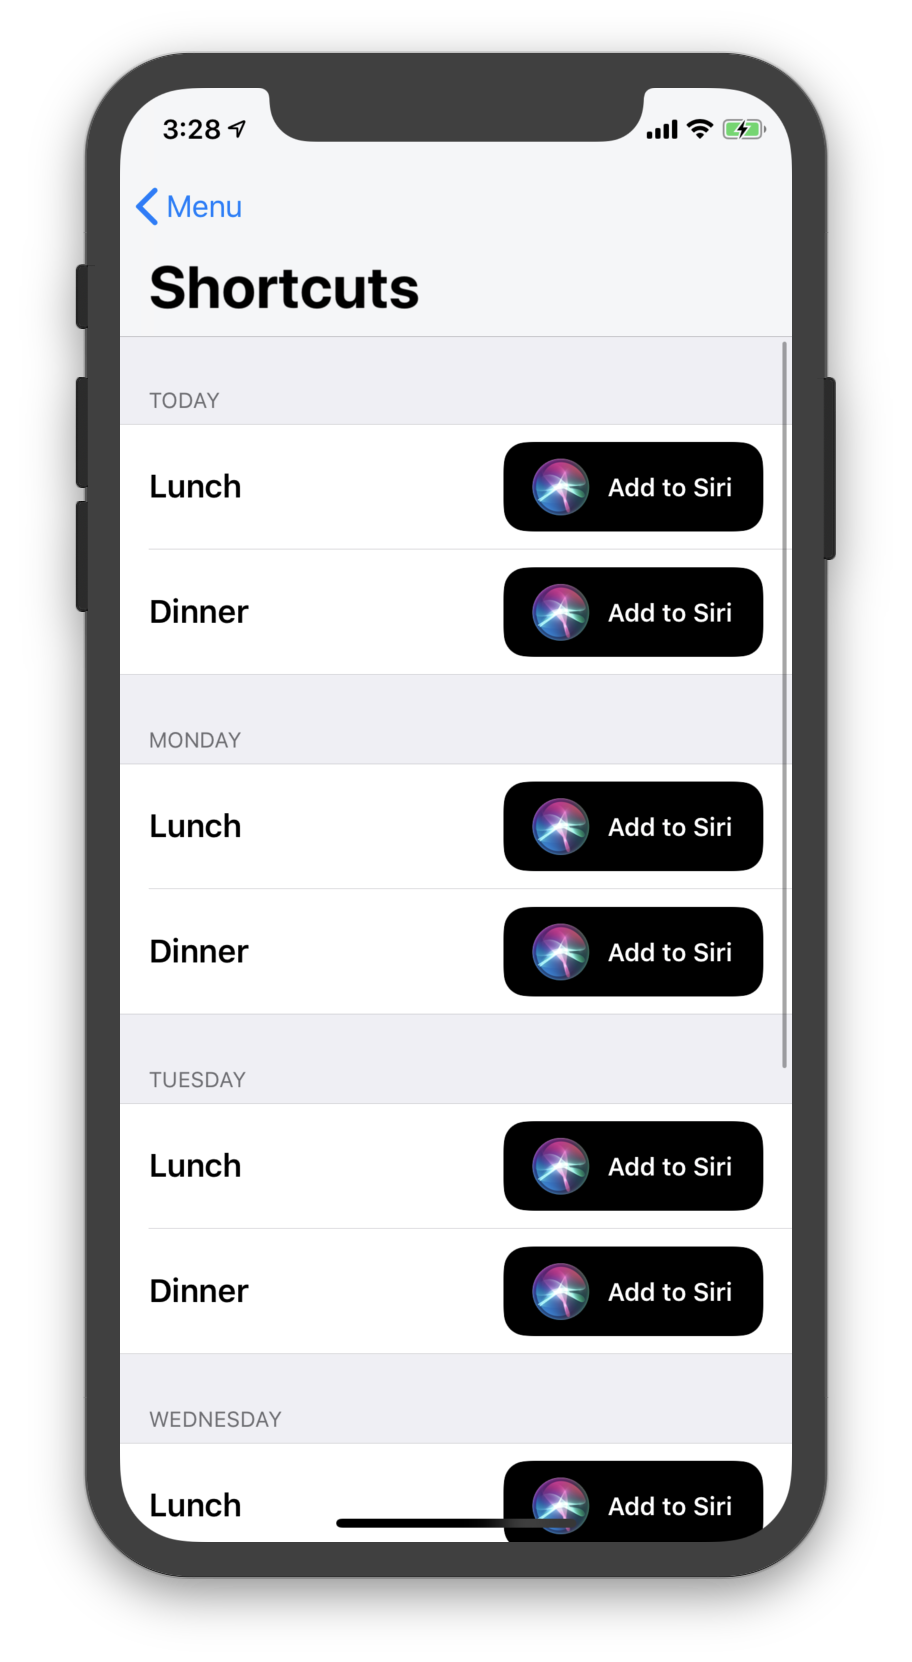 3:28
Menu
Shortcuts
TODAY
Lunch Add to Siri
Dinner Add to Siri
MONDAY
Lunch Add to Siri
Dinner Add to Siri
TUESDAY
Lunch Add to Siri
Dinner Add to Siri
WEDNESDAY
Lunch Add to Siri